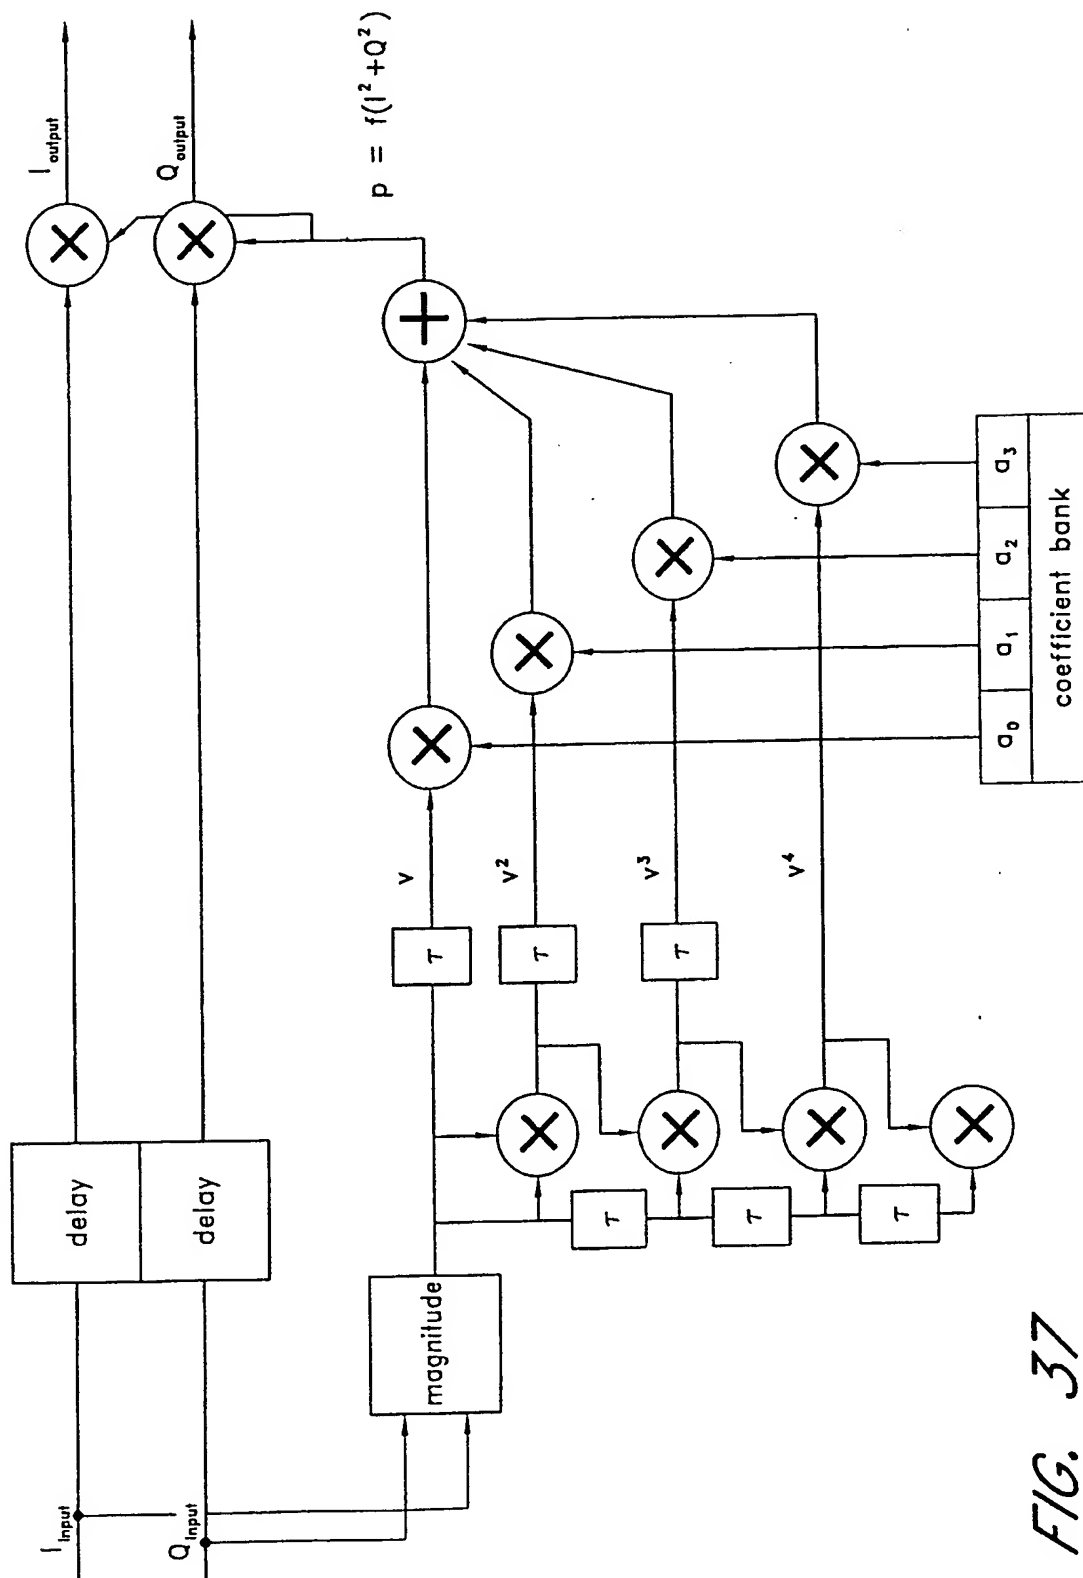 I_input
Q_input
delay
delay
magnitude
I_output
Q_output
p = f(I²+Q²)
τ
τ
τ
τ
τ
τ
v
v²
v³
v⁴
a₀
a₁
a₂
a₃
coefficient bank
FIG. 37